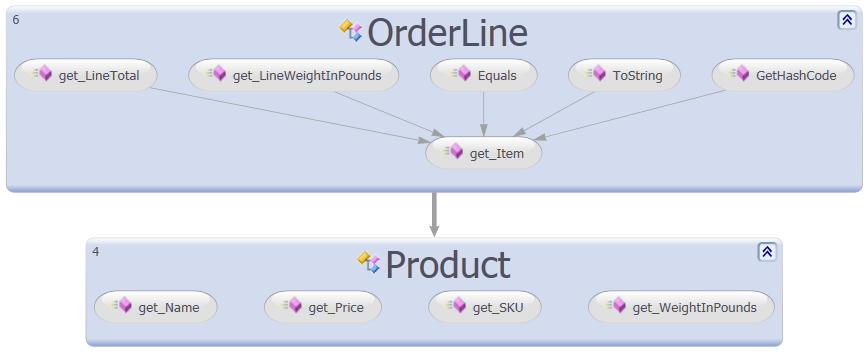 6
OrderLine
get_LineTotal
get_LineWeightInPounds
Equals
ToString
GetHashCode
get_Item
4
Product
get_Name
get_Price
get_SKU
get_WeightInPounds